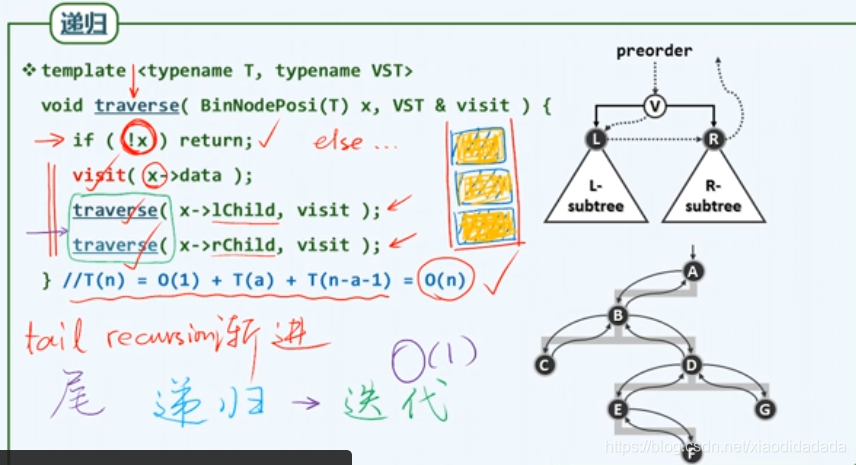 递归
❖ template <typename T, typename VST>
void traverse( BinNodePosi(T) x, VST & visit ) {
if ( !x ) return; else ...
visit( x->data );
traverse( x->lChild, visit );
traverse( x->rChild, visit );
} //T(n) = O(1) + T(a) + T(n-a-1) = O(n)
tail recursion 渐进
O(1)
尾 递归 → 迭代
preorder
V
L
R
L-
subtree
R-
subtree
A
B
C
D
E
G
F
https://blog.csdn.net/xiaodidadada